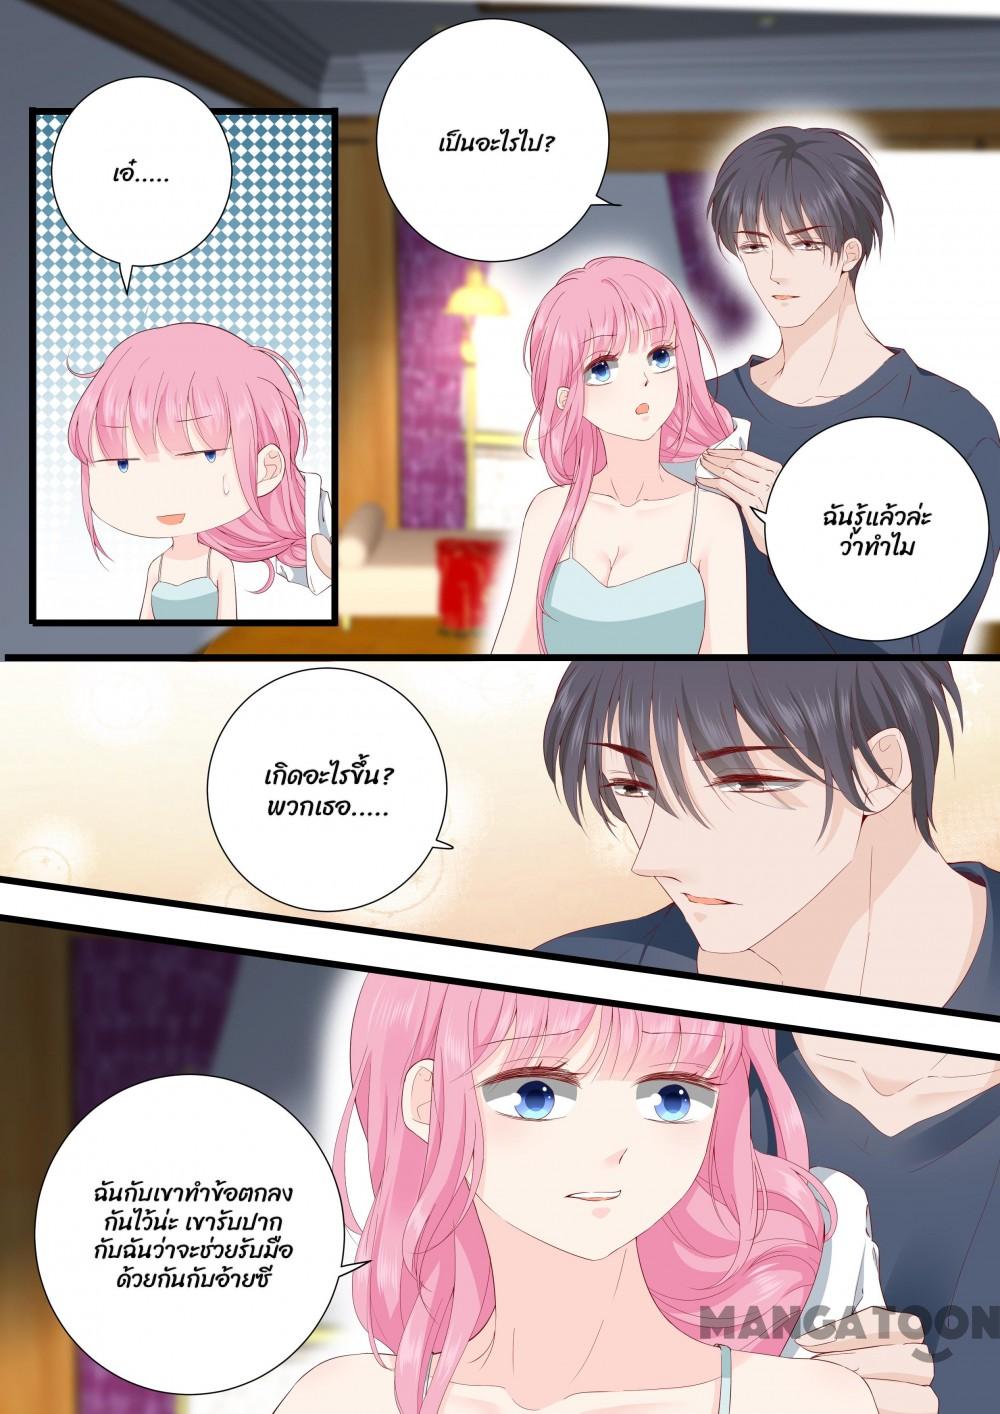 เอ๋.....
เป็นอะไรไป?
ฉันรู้แล้วล่ะ
ว่าทำไม
เกิดอะไรขึ้น?
พวกเธอ.....
ฉันกับเขาทำข้อตกลง
กันไว้น่ะ เขารับปาก
กับฉันว่าจะช่วยรับมือ
ด้วยกันกับอ้ายซี
MANGATOON